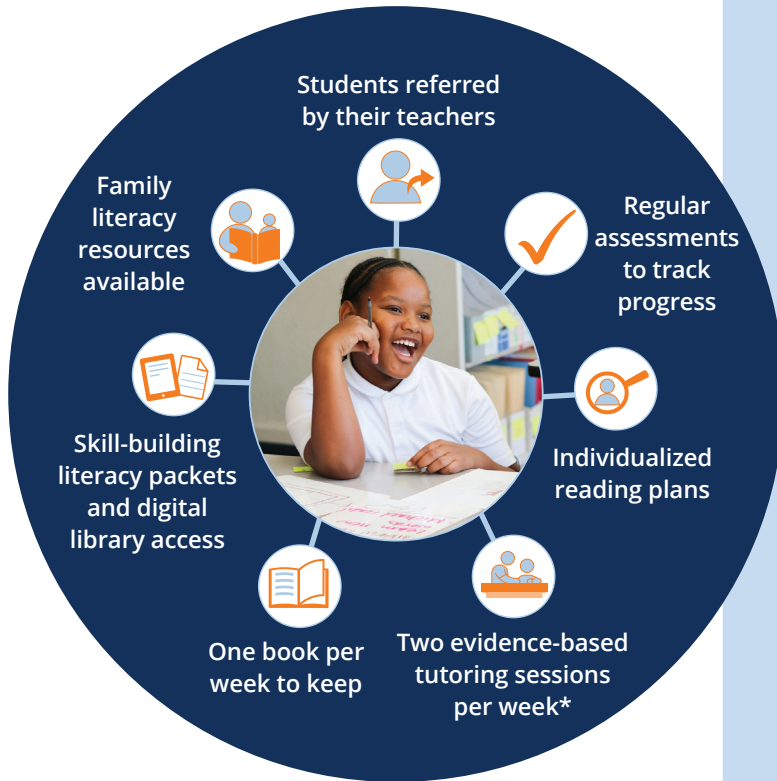 Students referred
by their teachers
Regular
assessments
to track
progress
Individualized
reading plans
Two evidence-based
tutoring sessions
per week*
One book per
week to keep
Skill-building
literacy packets
and digital
library access
Family
literacy
resources
available